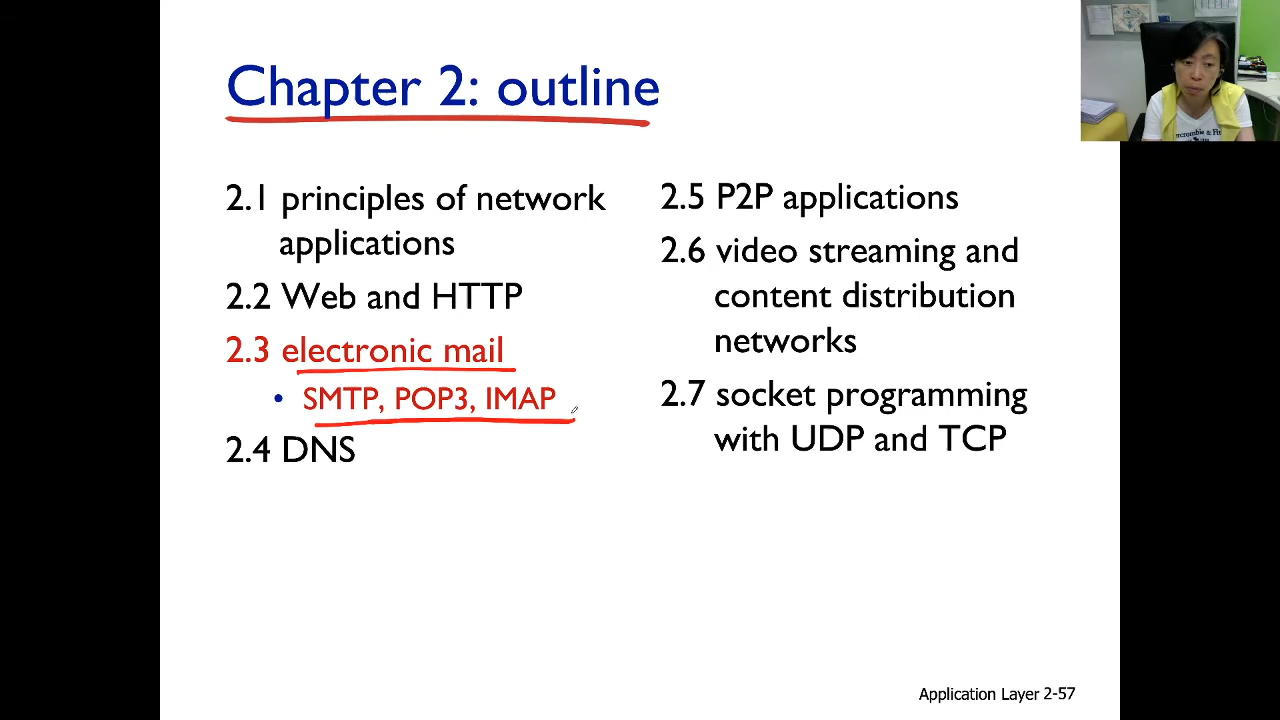 Chapter 2: outline
2.1 principles of network
applications
2.2 Web and HTTP
2.3 electronic mail
• SMTP, POP3, IMAP
2.4 DNS
2.5 P2P applications
2.6 video streaming and
content distribution
networks
2.7 socket programming
with UDP and TCP
Application Layer 2-57